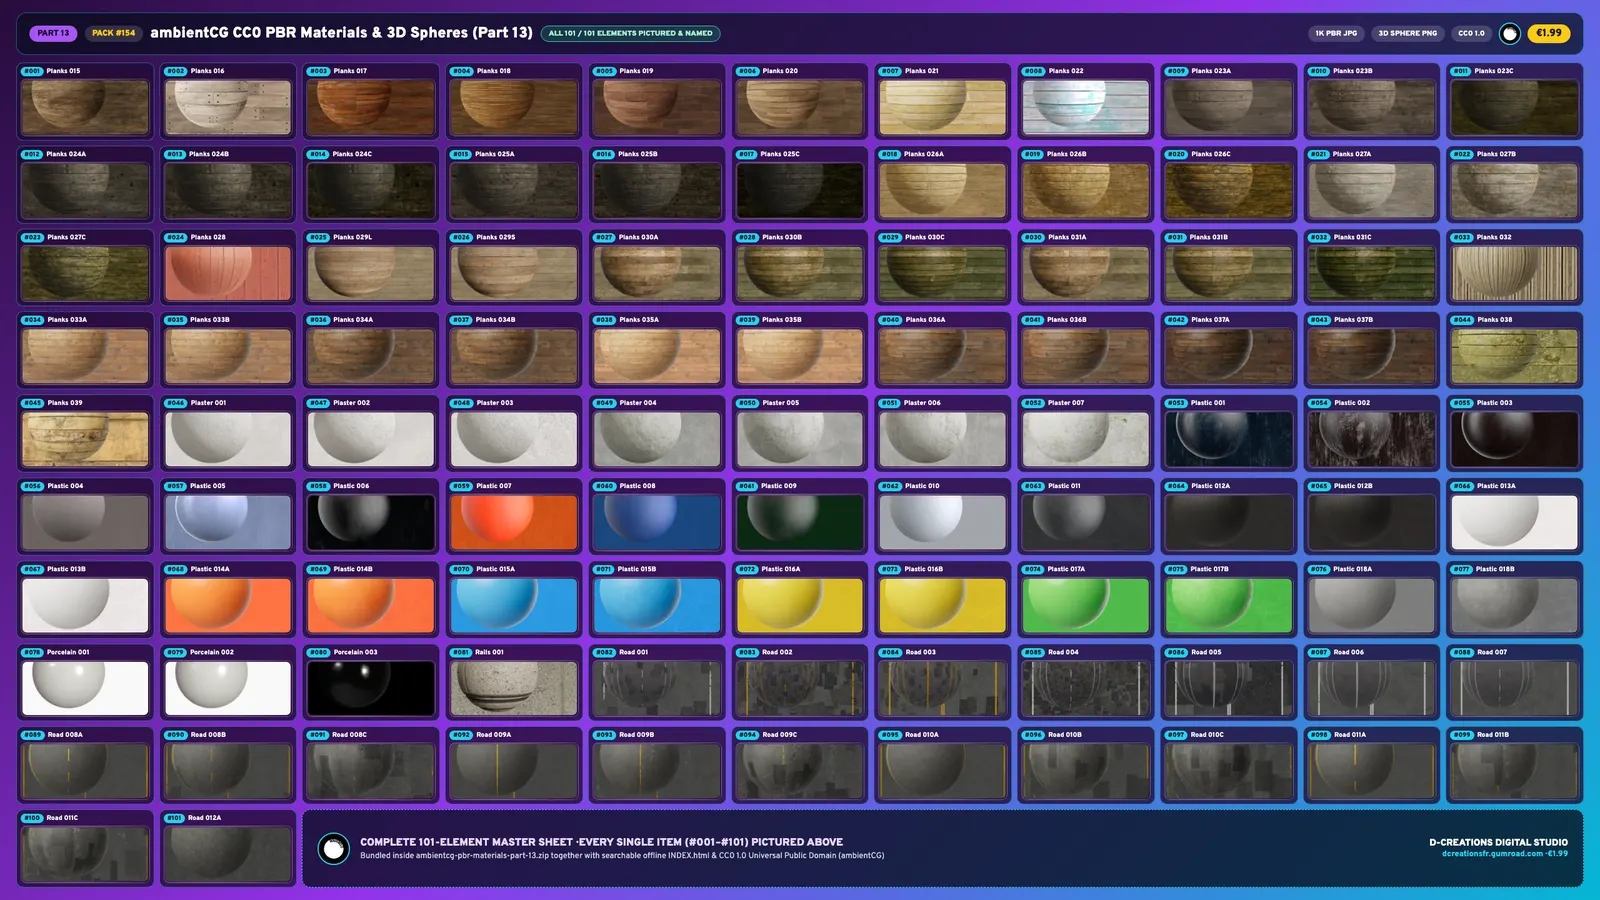 PART 13 PACK #154 ambientCG CC0 PBR Materials & 3D Spheres (Part 13) ALL 101 / 101 ELEMENTS PICTURED & NAMED 1K PBR JPG 3D SPHERE PNG CC0 1.0 €1.99
#001 Planks 015 #002 Planks 016 #003 Planks 017 #004 Planks 018 #005 Planks 019 #006 Planks 020 #007 Planks 021 #008 Planks 022 #009 Planks 023A #010 Planks 023B #011 Planks 023C
#012 Planks 024A #013 Planks 024B #014 Planks 024C #015 Planks 025A #016 Planks 025B #017 Planks 025C #018 Planks 026A #019 Planks 026B #020 Planks 026C #021 Planks 027A #022 Planks 027B
#023 Planks 027C #024 Planks 028 #025 Planks 029L #026 Planks 029S #027 Planks 030A #028 Planks 030B #029 Planks 030C #030 Planks 031A #031 Planks 031B #032 Planks 031C #033 Planks 032
#034 Planks 033A #035 Planks 033B #036 Planks 034A #037 Planks 034B #038 Planks 035A #039 Planks 035B #040 Planks 036A #041 Planks 036B #042 Planks 037A #043 Planks 037B #044 Planks 038
#045 Planks 039 #046 Plaster 001 #047 Plaster 002 #048 Plaster 003 #049 Plaster 004 #050 Plaster 005 #051 Plaster 006 #052 Plaster 007 #053 Plastic 001 #054 Plastic 002 #055 Plastic 003
#056 Plastic 004 #057 Plastic 005 #058 Plastic 006 #059 Plastic 007 #060 Plastic 008 #061 Plastic 009 #062 Plastic 010 #063 Plastic 011 #064 Plastic 012A #065 Plastic 012B #066 Plastic 013A
#067 Plastic 013B #068 Plastic 014A #069 Plastic 014B #070 Plastic 015A #071 Plastic 015B #072 Plastic 016A #073 Plastic 016B #074 Plastic 017A #075 Plastic 017B #076 Plastic 018A #077 Plastic 018B
#078 Porcelain 001 #079 Porcelain 002 #080 Porcelain 003 #081 Rails 001 #082 Road 001 #083 Road 002 #084 Road 003 #085 Road 004 #086 Road 005 #087 Road 006 #088 Road 007
#089 Road 008A #090 Road 008B #091 Road 008C #092 Road 009A #093 Road 009B #094 Road 009C #095 Road 010A #096 Road 010B #097 Road 010C #098 Road 011A #099 Road 011B
#100 Road 011C #101 Road 012A
COMPLETE 101-ELEMENT MASTER SHEET · EVERY SINGLE ITEM (#001–#101) PICTURED ABOVE
Bundled inside ambientcg-pbr-materials-part-13.zip together with searchable offline INDEX.html & CC0 1.0 Universal Public Domain (ambientCG)
D-CREATIONS DIGITAL STUDIO
dcreationsfr.gumroad.com · €1.99